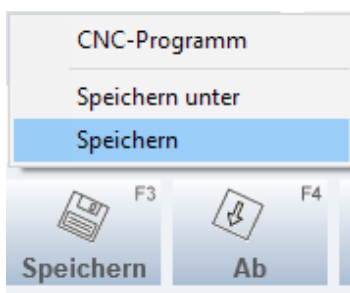 CNC-Programm
Speichern unter
Speichern
F3
F4
Speichern
Ab